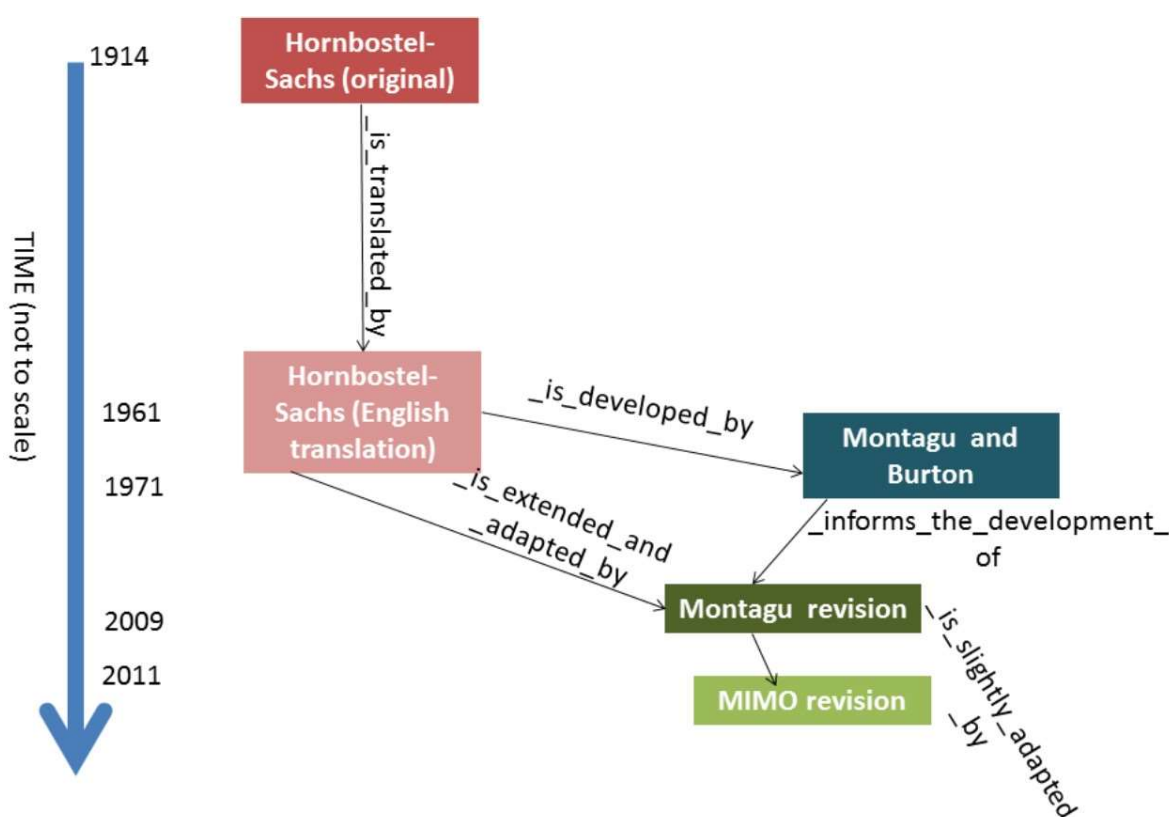 1914
Hornbostel-
Sachs (original)
_is_translated_by
TIME (not to scale)
1961
Hornbostel-
Sachs (English
translation)
_is_developed_by
Montagu and
Burton
1971
_is_extended_and
_adapted_by
_informs_the_development_
of
2009
Montagu revision
_is_slightly_adapted
_by
2011
MIMO revision